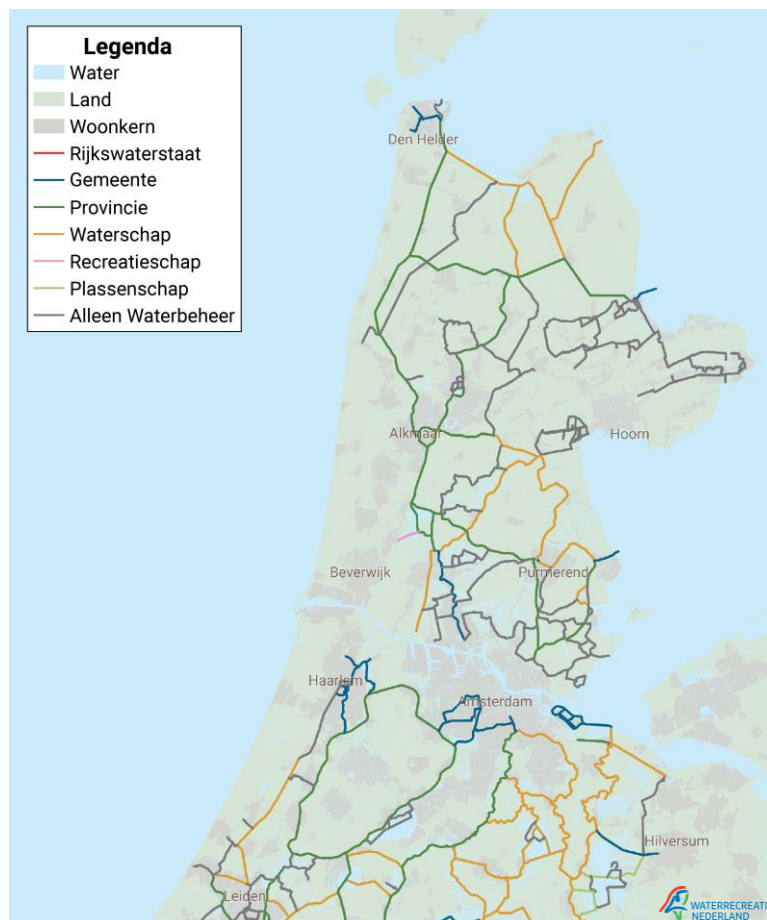 Legenda
Water
Land
Woonkern
Rijkswaterstaat
Gemeente
Provincie
Waterschap
Recreatieschap
Plassenschap
Alleen Waterbeheer
Den Helder
Alkmaar
Hoorn
Beverwijk
Purmerend
Haarlem
Amsterdam
Hilversum
Leiden
WATERRECREATI
NEDERLAND